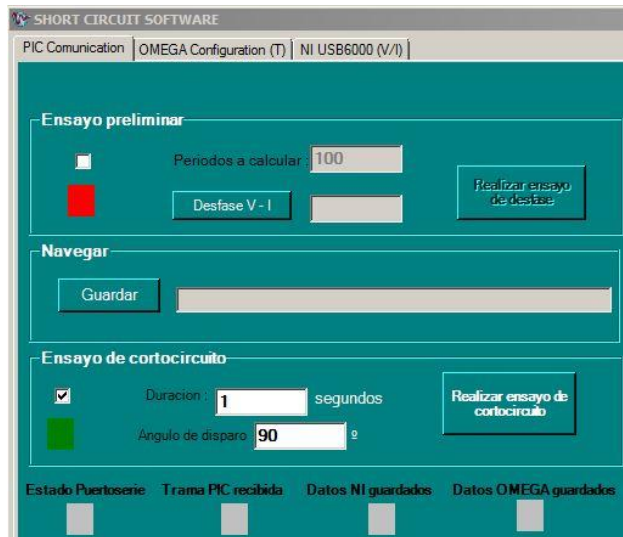 SHORT CIRCUIT SOFTWARE
PIC Comunication OMEGA Configuration (T) NI USB6000 (V/I)
Ensayo preliminar
Periodos a calcular : 100
Realizar ensayo
de desfase
Desfase V - I
Navegar
Guardar
Ensayo de cortocircuito
Duracion : 1 segundos
Realizar ensayo de
cortocircuito
Angulo de disparo 90 º
Estado Puertoserie Trama PIC recibida Datos NI guardados Datos OMEGA guardados